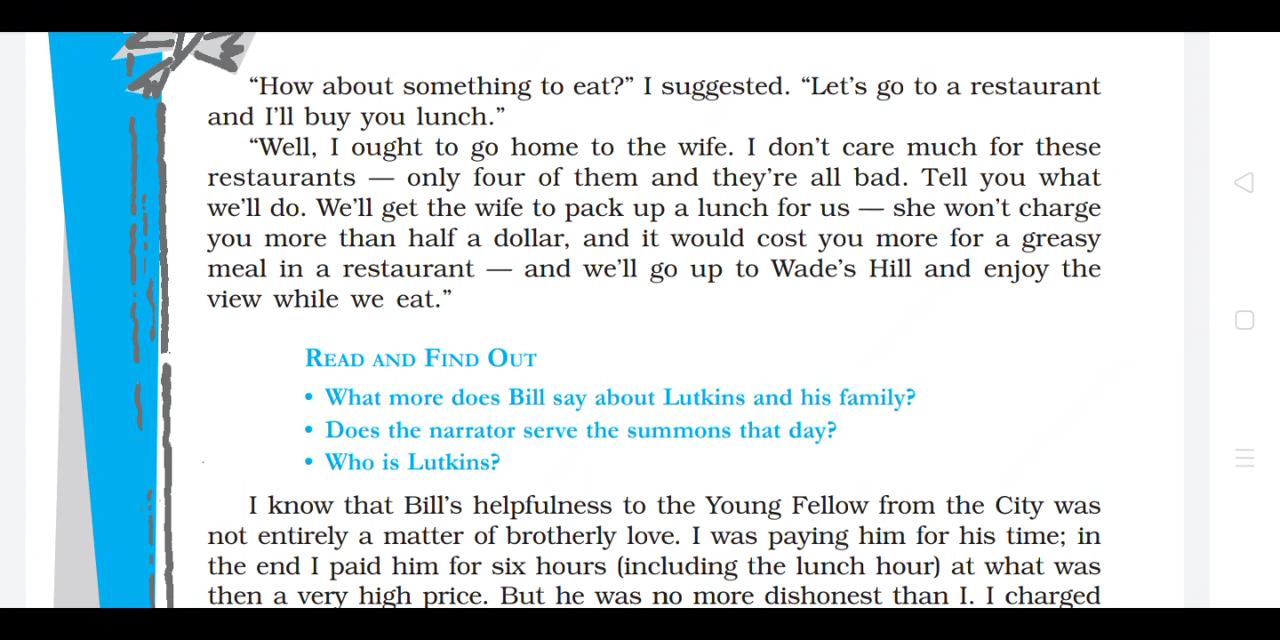 “How about something to eat?” I suggested. “Let’s go to a restaurant
and I’ll buy you lunch.”
“Well, I ought to go home to the wife. I don’t care much for these
restaurants — only four of them and they’re all bad. Tell you what
we’ll do. We’ll get the wife to pack up a lunch for us — she won’t charge
you more than half a dollar, and it would cost you more for a greasy
meal in a restaurant — and we’ll go up to Wade’s Hill and enjoy the
view while we eat.”
READ AND FIND OUT
• What more does Bill say about Lutkins and his family?
• Does the narrator serve the summons that day?
• Who is Lutkins?
I know that Bill’s helpfulness to the Young Fellow from the City was
not entirely a matter of brotherly love. I was paying him for his time; in
the end I paid him for six hours (including the lunch hour) at what was
then a very high price. But he was no more dishonest than I. I charged